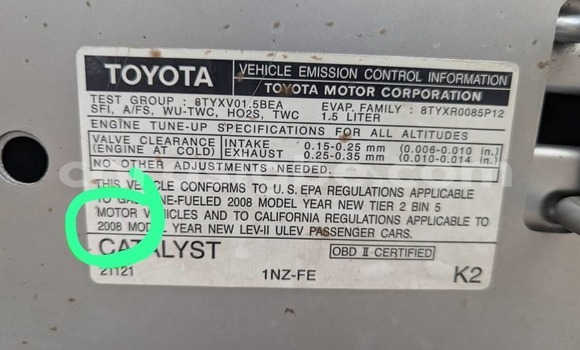 TOYOTA
VEHICLE EMISSION CONTROL INFORMATION
TOYOTA MOTOR CORPORATION
TEST GROUP : 8TYXV01.5BEA EVAP. FAMILY : 8TYXR0085P12
SFI, A/FS, WU-TWC, HO2S, TWC 1.5 LITER
ENGINE TUNE-UP SPECIFICATIONS FOR ALL ALTITUDES
VALVE CLEARANCE INTAKE 0.15-0.25 mm (0.006-0.010 in.)
(ENGINE AT COLD) EXHAUST 0.25-0.35 mm (0.010-0.014 in.)
NO OTHER ADJUSTMENTS NEEDED.
THIS VEHICLE CONFORMS TO U.S. EPA REGULATIONS APPLICABLE
TO GASOLINE-FUELED 2008 MODEL YEAR NEW TIER 2 BIN 5
MOTOR VEHICLES AND TO CALIFORNIA REGULATIONS APPLICABLE TO
2008 MODEL YEAR NEW LEV-II ULEV PASSENGER CARS.
CATALYST OBD II CERTIFIED
21121 1NZ-FE K2